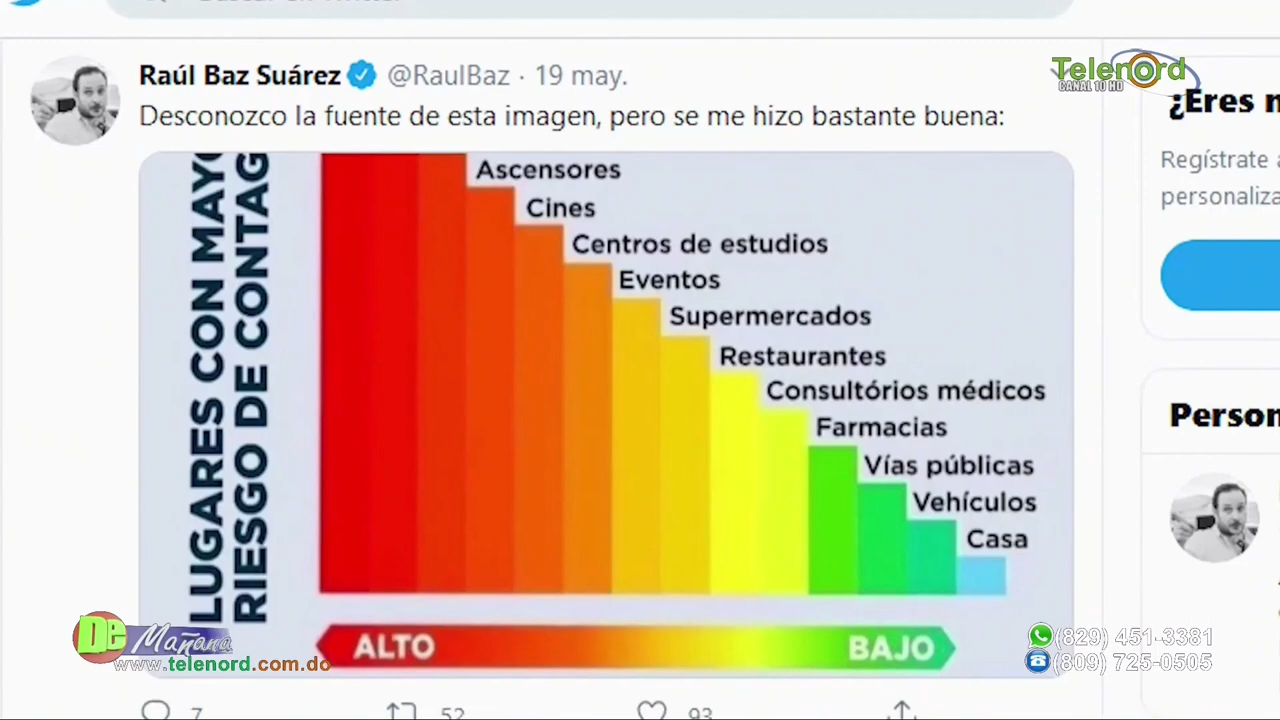 Raúl Baz Suárez @RaulBaz · 19 may.
Desconozco la fuente de esta imagen, pero se me hizo bastante buena:
Telenord
CANAL 10 HD
¿Eres n
Regístrate a
personaliza
LUGARES CON MAYO
RIESGO DE CONTAG
Ascensores
Cines
Centros de estudios
Eventos
Supermercados
Restaurantes
Consultórios médicos
Farmacias
Vías públicas
Vehículos
Casa
ALTO
BAJO
Person
De Mañana
www.telenord.com.do
(829) 451-3381
(809) 725-0505
7 52 93